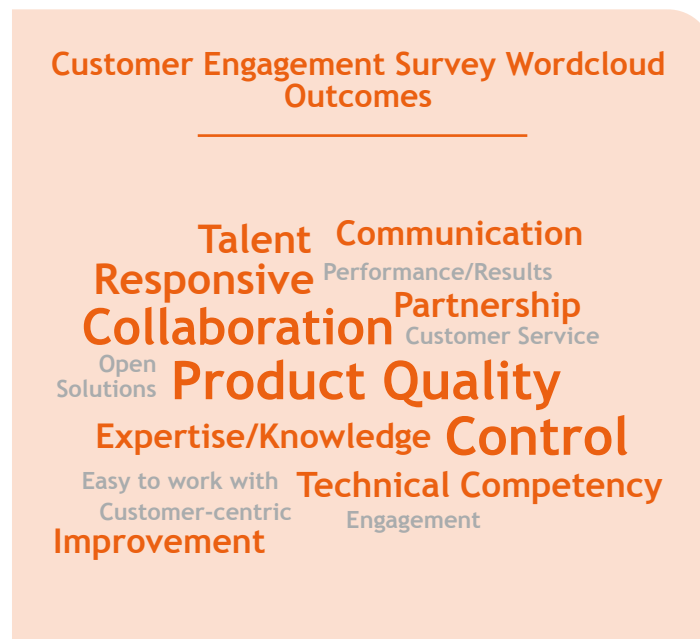 Customer Engagement Survey Wordcloud
Outcomes
Talent
Communication
Responsive
Performance/Results
Partnership
Collaboration
Customer Service
Open
Solutions
Product Quality
Expertise/Knowledge
Control
Easy to work with
Technical Competency
Customer-centric
Engagement
Improvement